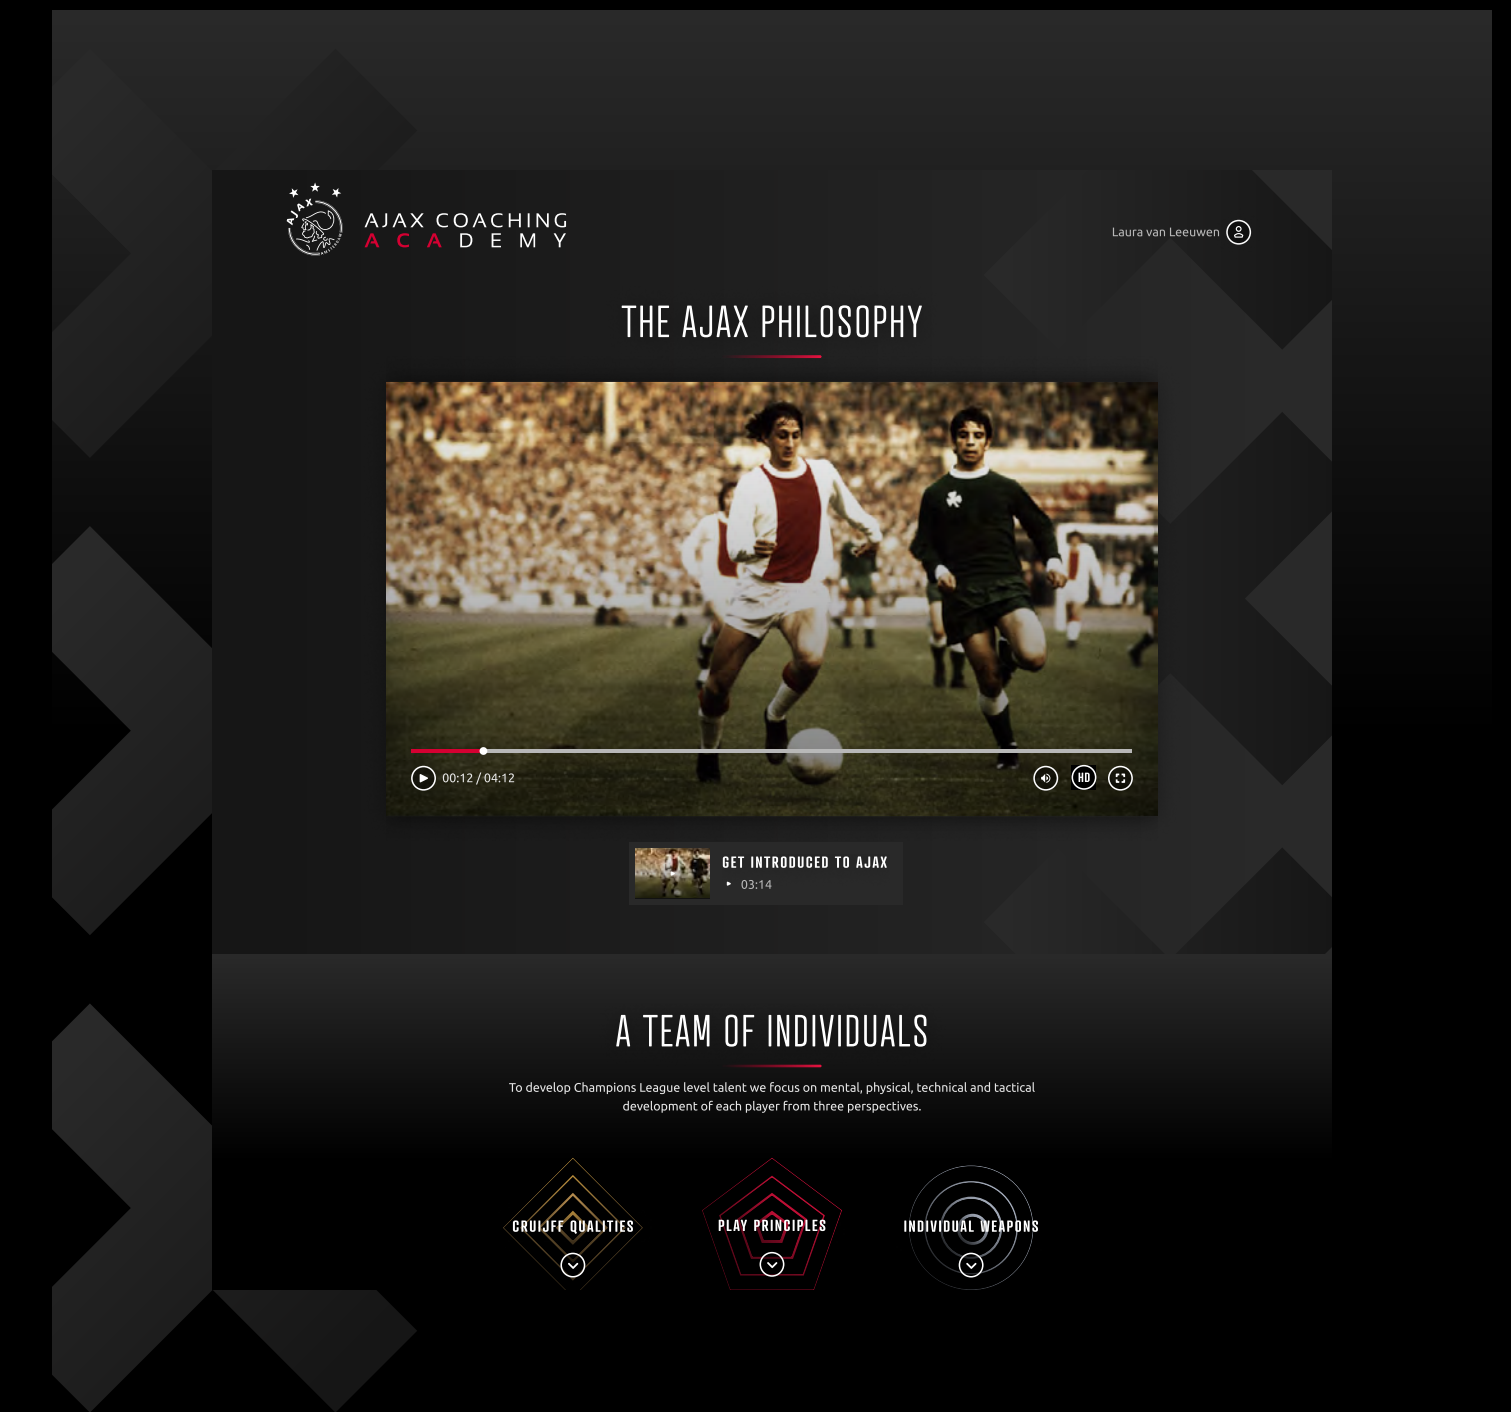 AJAX
AMSTERDAM
AJAX COACHING
ACADEMY
Laura van Leeuwen
THE AJAX PHILOSOPHY
00:12 / 04:12
HD
GET INTRODUCED TO AJAX
03:14
A TEAM OF INDIVIDUALS
To develop Champions League level talent we focus on mental, physical, technical and tactical
development of each player from three perspectives.
CRUIJFF QUALITIES
PLAY PRINCIPLES
INDIVIDUAL WEAPONS